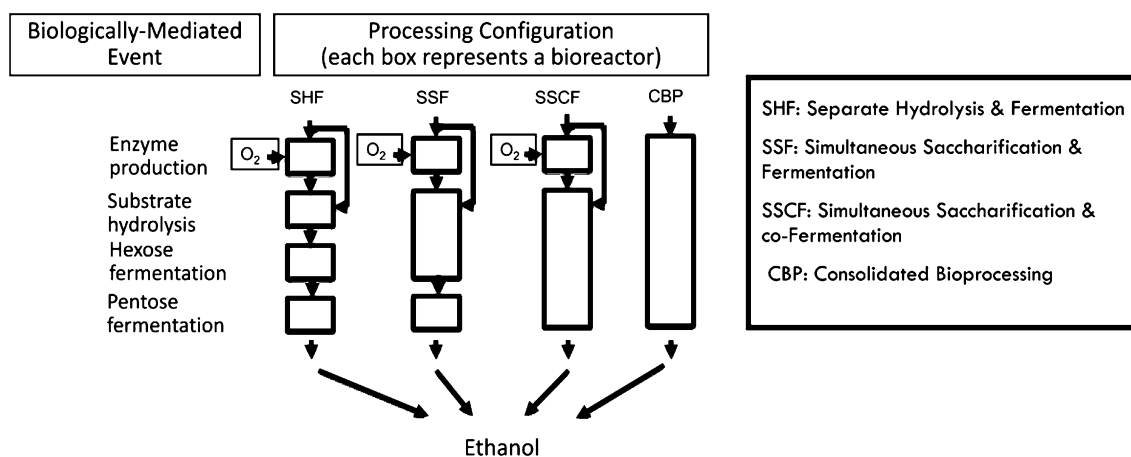 Biologically-Mediated
Event
Processing Configuration
(each box represents a bioreactor)
SHF
SSF
SSCF
CBP
Enzyme
production
O2
O2
O2
Substrate
hydrolysis
Hexose
fermentation
Pentose
fermentation
Ethanol
SHF: Separate Hydrolysis & Fermentation
SSF: Simultaneous Saccharification &
Fermentation
SSCF: Simultaneous Saccharification &
co-Fermentation
CBP: Consolidated Bioprocessing